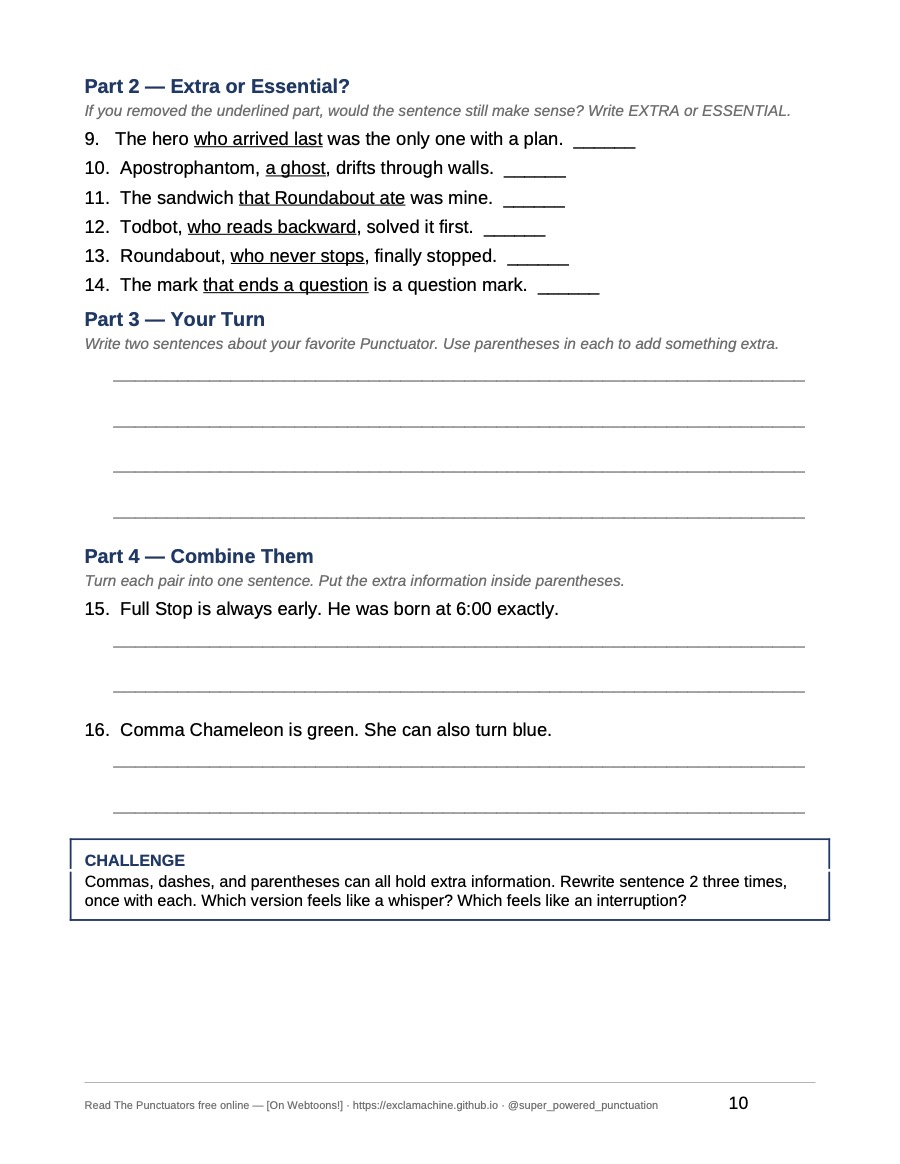 Part 2 — Extra or Essential?
If you removed the underlined part, would the sentence still make sense? Write EXTRA or ESSENTIAL.
9. The hero who arrived last was the only one with a plan. ______
10. Apostrophantom, a ghost, drifts through walls. ______
11. The sandwich that Roundabout ate was mine. ______
12. Todbot, who reads backward, solved it first. ______
13. Roundabout, who never stops, finally stopped. ______
14. The mark that ends a question is a question mark. ______
Part 3 — Your Turn
Write two sentences about your favorite Punctuator. Use parentheses in each to add something extra.
Part 4 — Combine Them
Turn each pair into one sentence. Put the extra information inside parentheses.
15. Full Stop is always early. He was born at 6:00 exactly.
16. Comma Chameleon is green. She can also turn blue.
CHALLENGE
Commas, dashes, and parentheses can all hold extra information. Rewrite sentence 2 three times,
once with each. Which version feels like a whisper? Which feels like an interruption?
Read The Punctuators free online — [On Webtoons!] · https://exclamachine.github.io · @super_powered_punctuation 10